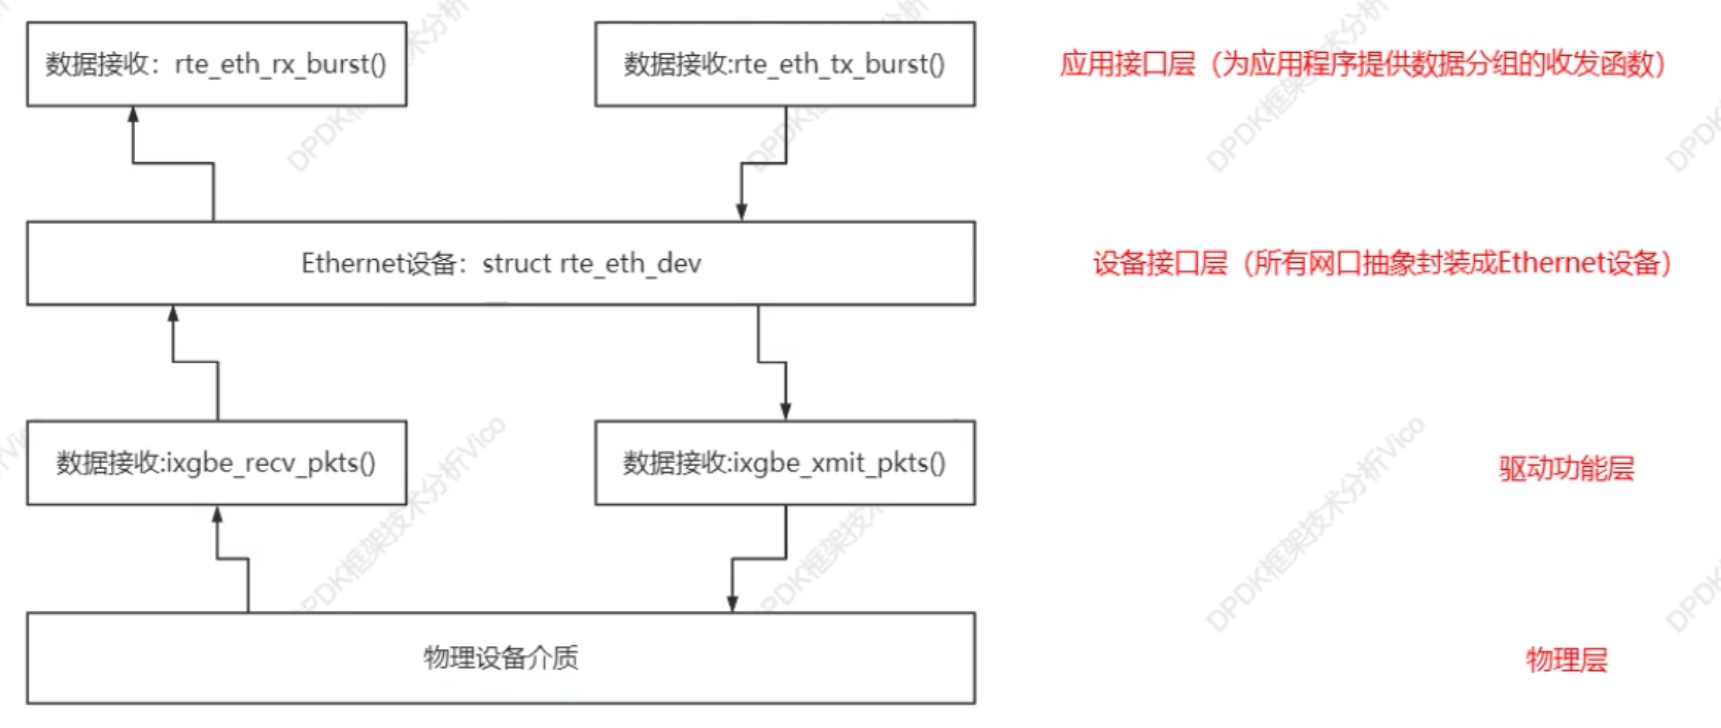 数据接收：rte_eth_rx_burst()
数据接收:rte_eth_tx_burst()
应用接口层（为应用程序提供数据分组的收发函数）
Ethernet设备：struct rte_eth_dev
设备接口层（所有网口抽象封装成Ethernet设备）
数据接收:ixgbe_recv_pkts()
数据接收:ixgbe_xmit_pkts()
驱动功能层
物理设备介质
物理层
DPDK框架技术分析Vico